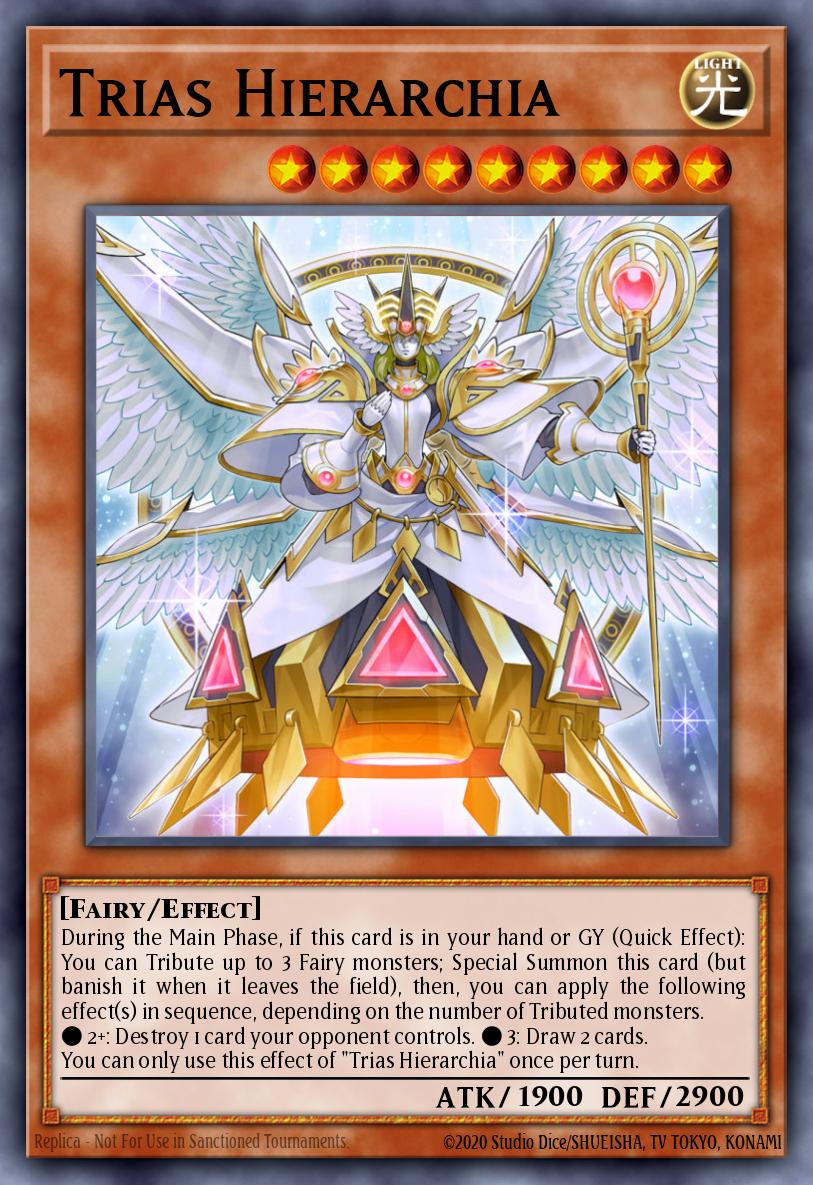 Trias Hierarchia
LIGHT
光
[Fairy/Effect]
During the Main Phase, if this card is in your hand or GY (Quick Effect):
You can Tribute up to 3 Fairy monsters; Special Summon this card (but
banish it when it leaves the field), then, you can apply the following
effect(s) in sequence, depending on the number of Tributed monsters.
● 2+: Destroy 1 card your opponent controls. ● 3: Draw 2 cards.
You can only use this effect of "Trias Hierarchia" once per turn.
ATK/1900 DEF/2900
Replica - Not For Use in Sanctioned Tournaments.
©2020 Studio Dice/SHUEISHA, TV TOKYO, KONAMI